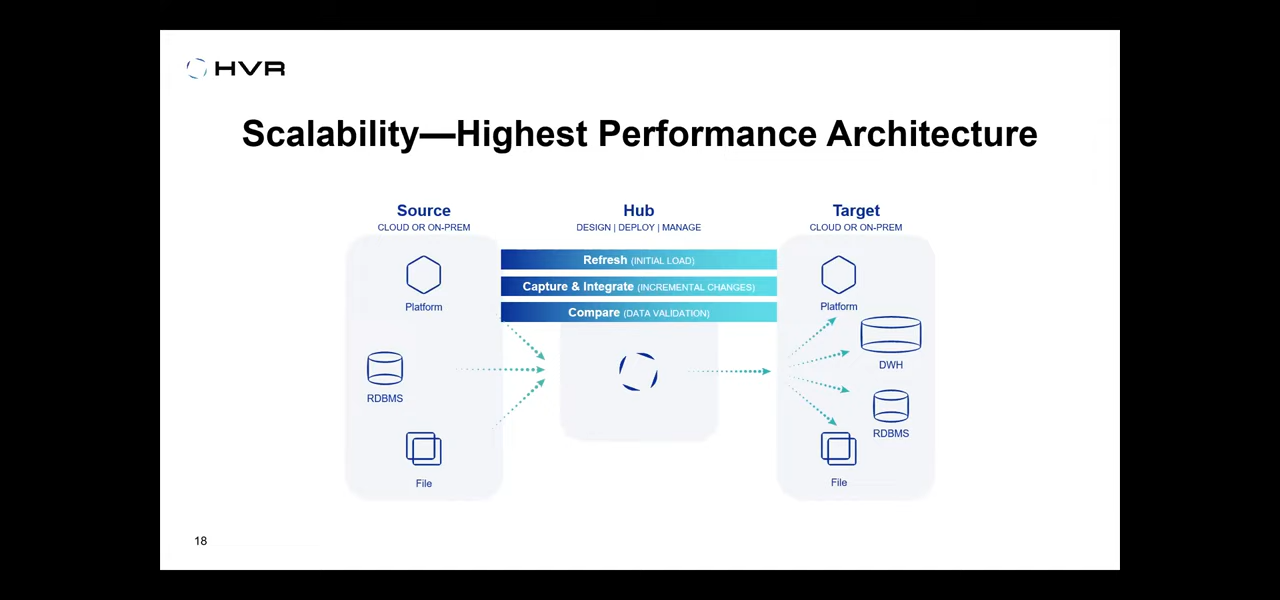 HVR
Scalability—Highest Performance Architecture
Source
CLOUD OR ON-PREM
Hub
DESIGN | DEPLOY | MANAGE
Target
CLOUD OR ON-PREM
Refresh (INITIAL LOAD)
Capture & Integrate (INCREMENTAL CHANGES)
Compare (DATA VALIDATION)
Platform
RDBMS
File
Platform
DWH
RDBMS
File
18